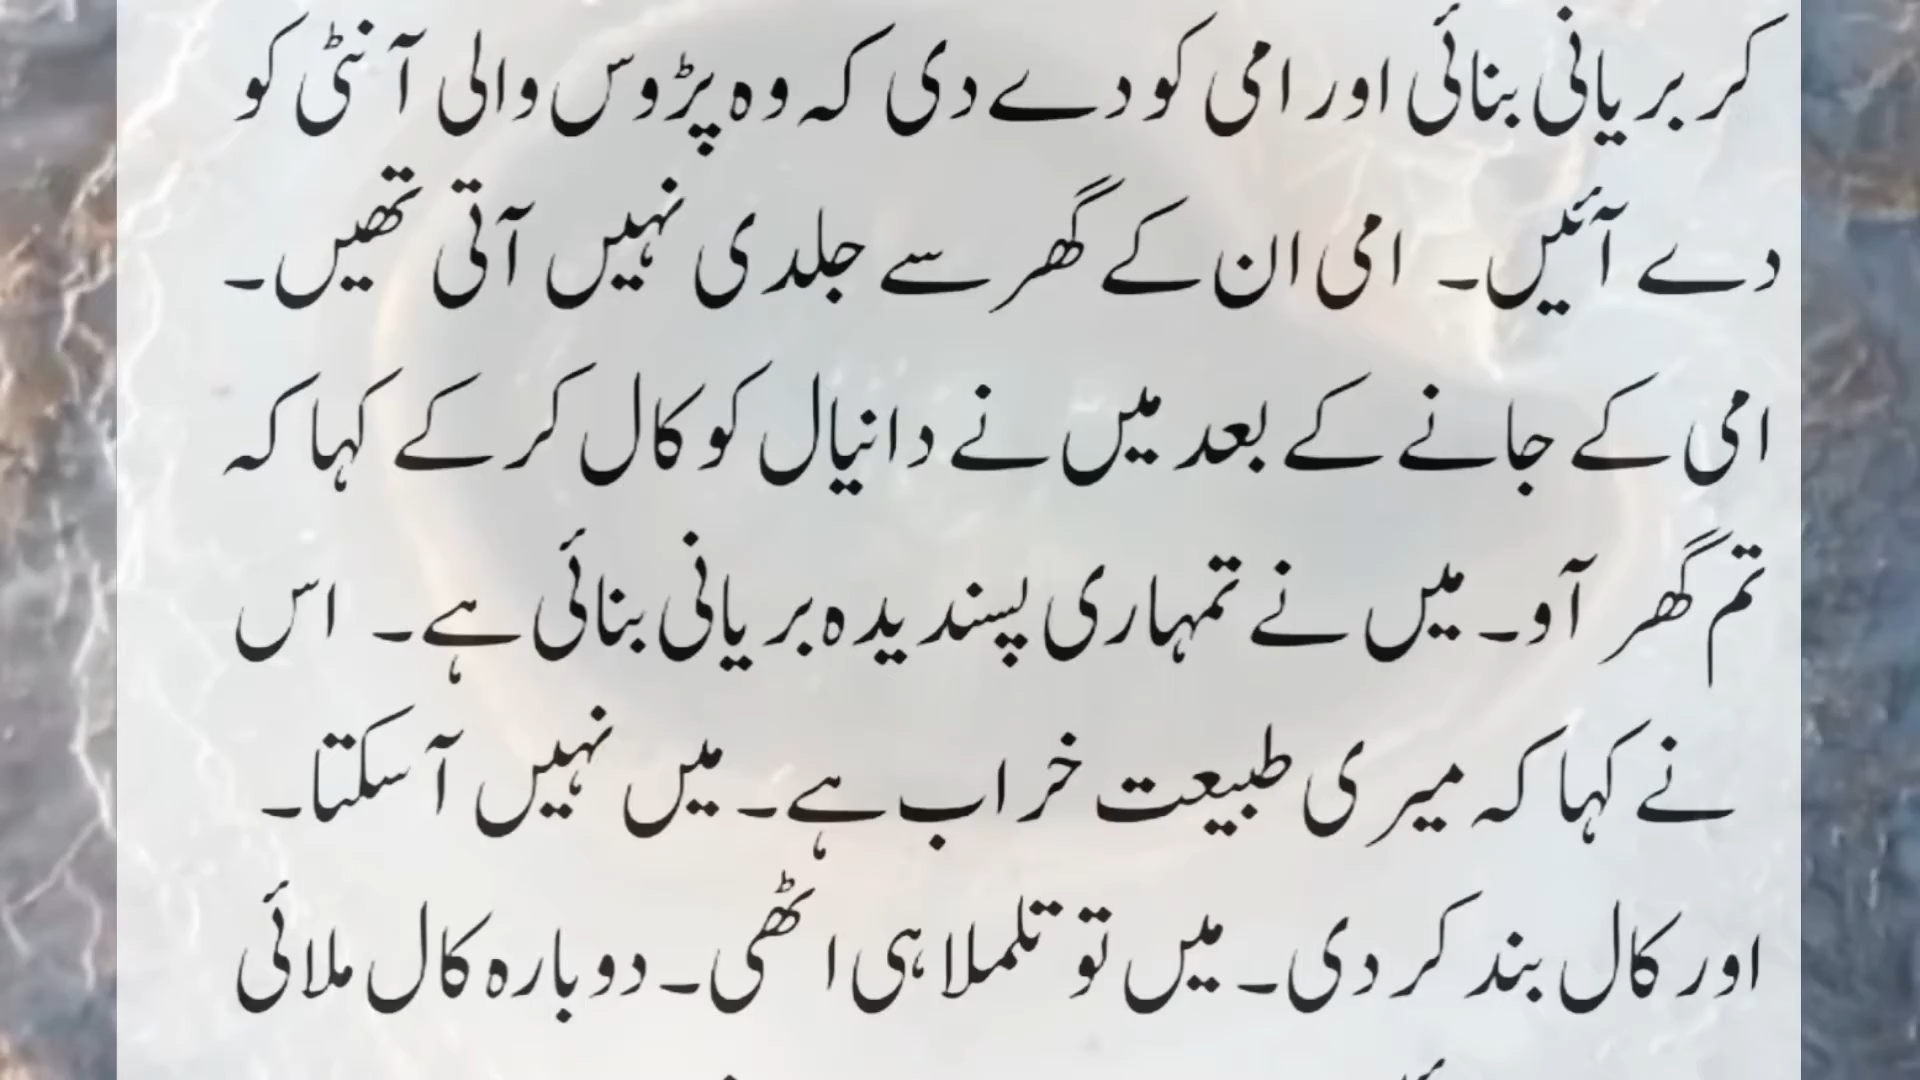 کر بریانی بنائی اور امی کو دے دی کہ وہ پڑوس والی آنٹی کو
دے آئیں۔ امی ان کے گھر سے جلدی نہیں آتی تھیں۔
امی کے جانے کے بعد میں نے دانیال کو کال کر کے کہا کہ
تم گھر آو۔ میں نے تمہاری پسندیدہ بریانی بنائی ہے۔ اس
نے کہا کہ میری طبیعت خراب ہے۔ میں نہیں آ سکتا۔
اور کال بند کر دی۔ میں تو تلملا ہی اٹھی۔ دوبارہ کال ملائی